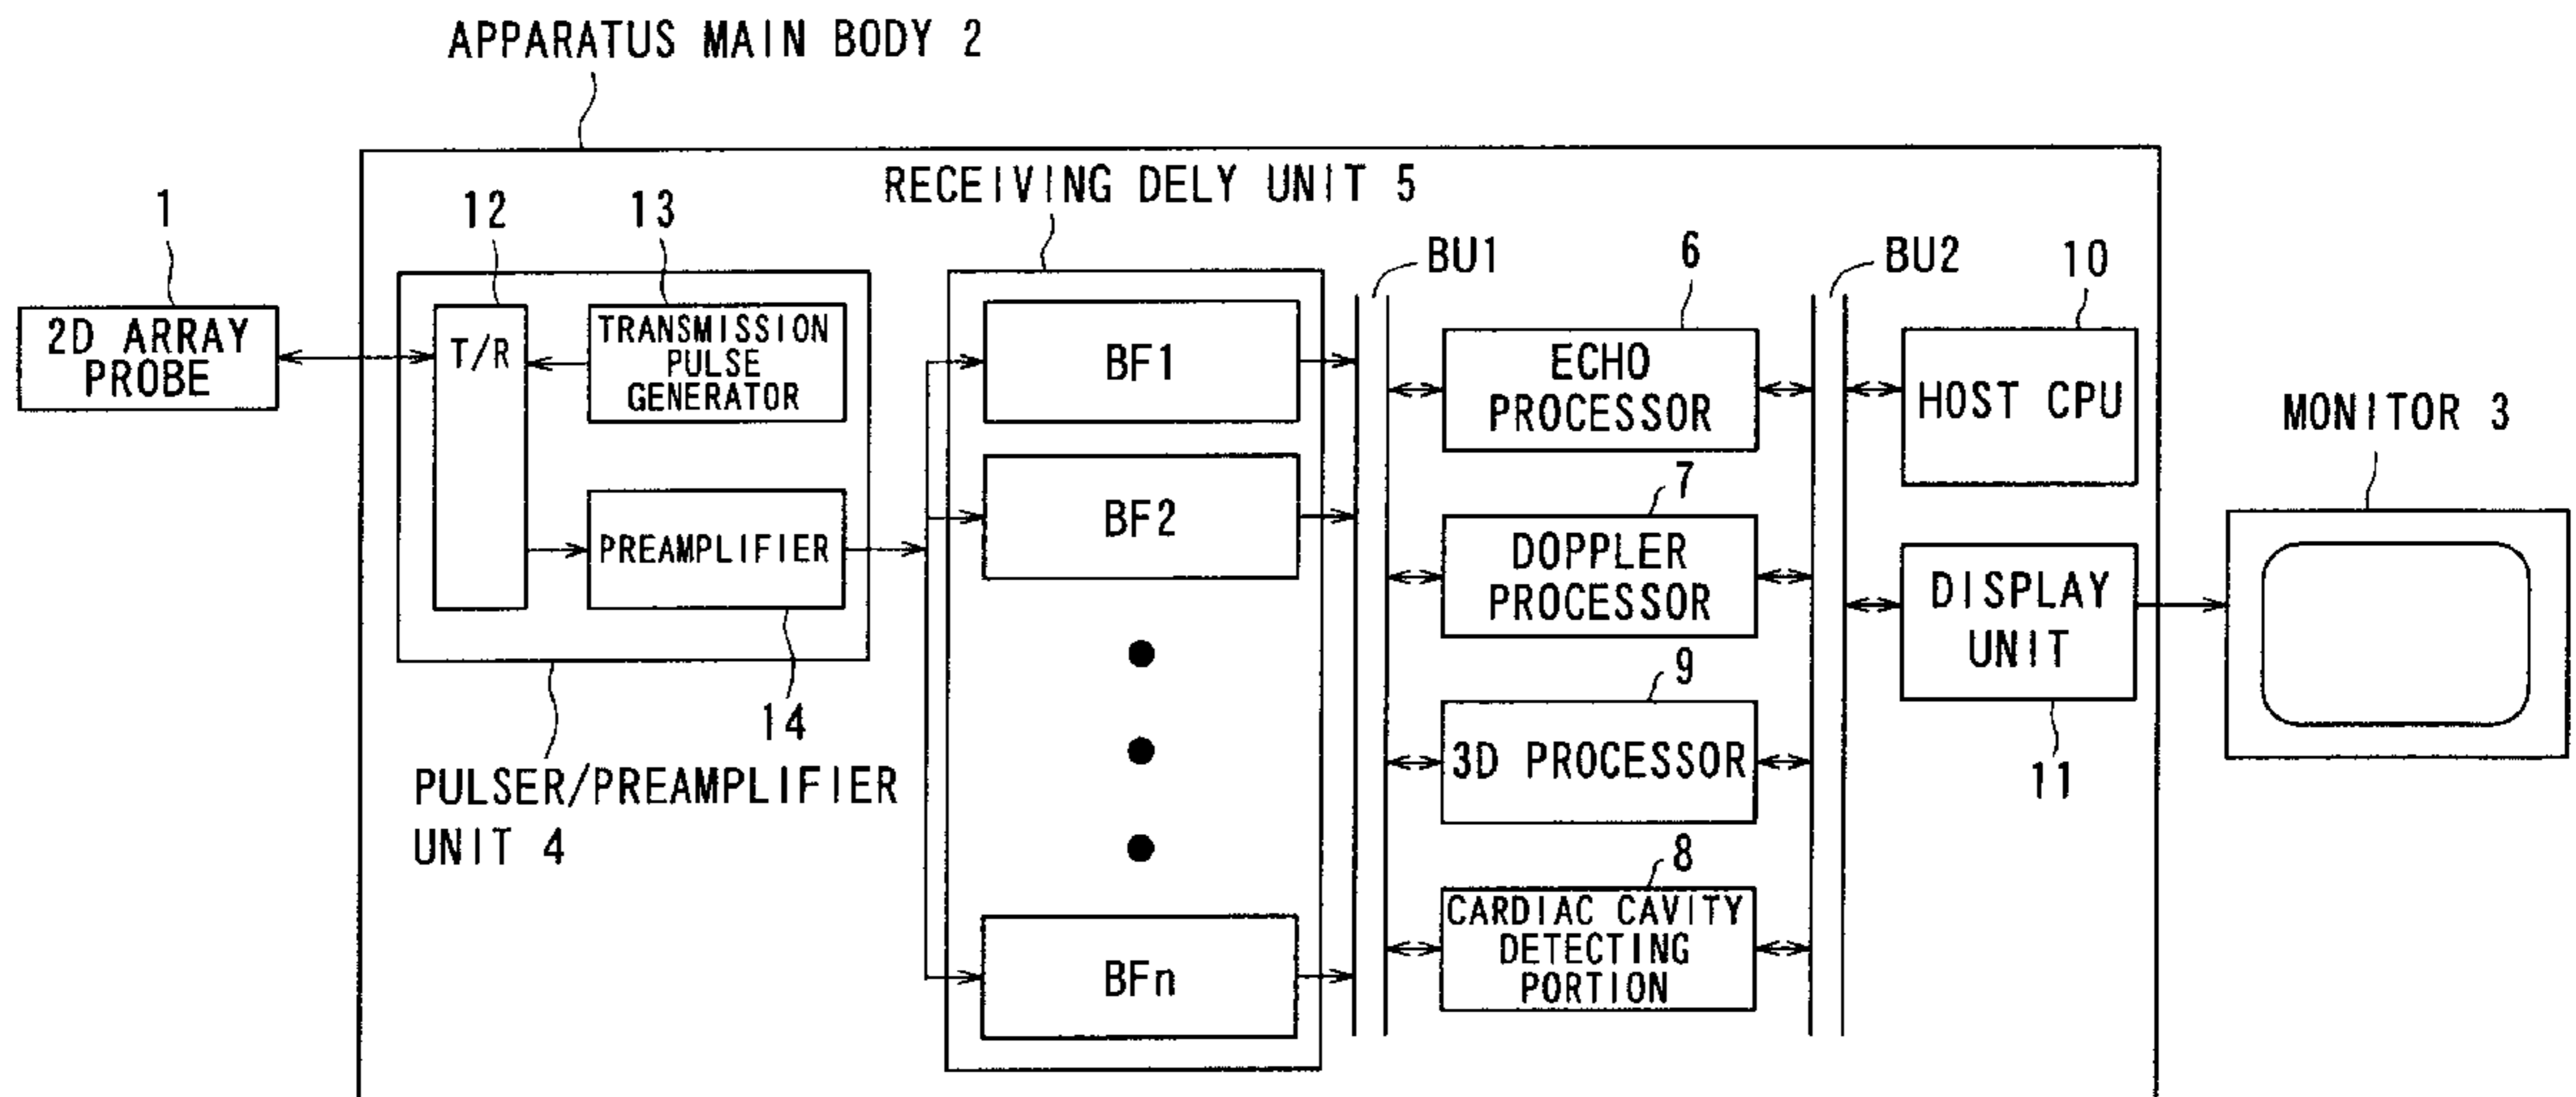 APPARATUS MAIN BODY 2
RECEIVING DELY UNIT 5
1
12
13
BU1
6
BU2
10
2D ARRAY
PROBE
T/R
TRANSMISSION
PULSE
GENERATOR
BF1
ECHO
PROCESSOR
HOST CPU
MONITOR 3
PREAMPLIFIER
BF2
7
DOPPLER
PROCESSOR
DISPLAY
UNIT
14
9
3D PROCESSOR
11
PULSER/PREAMPLIFIER
UNIT 4
8
CARDIAC CAVITY
DETECTING
PORTION
BFn